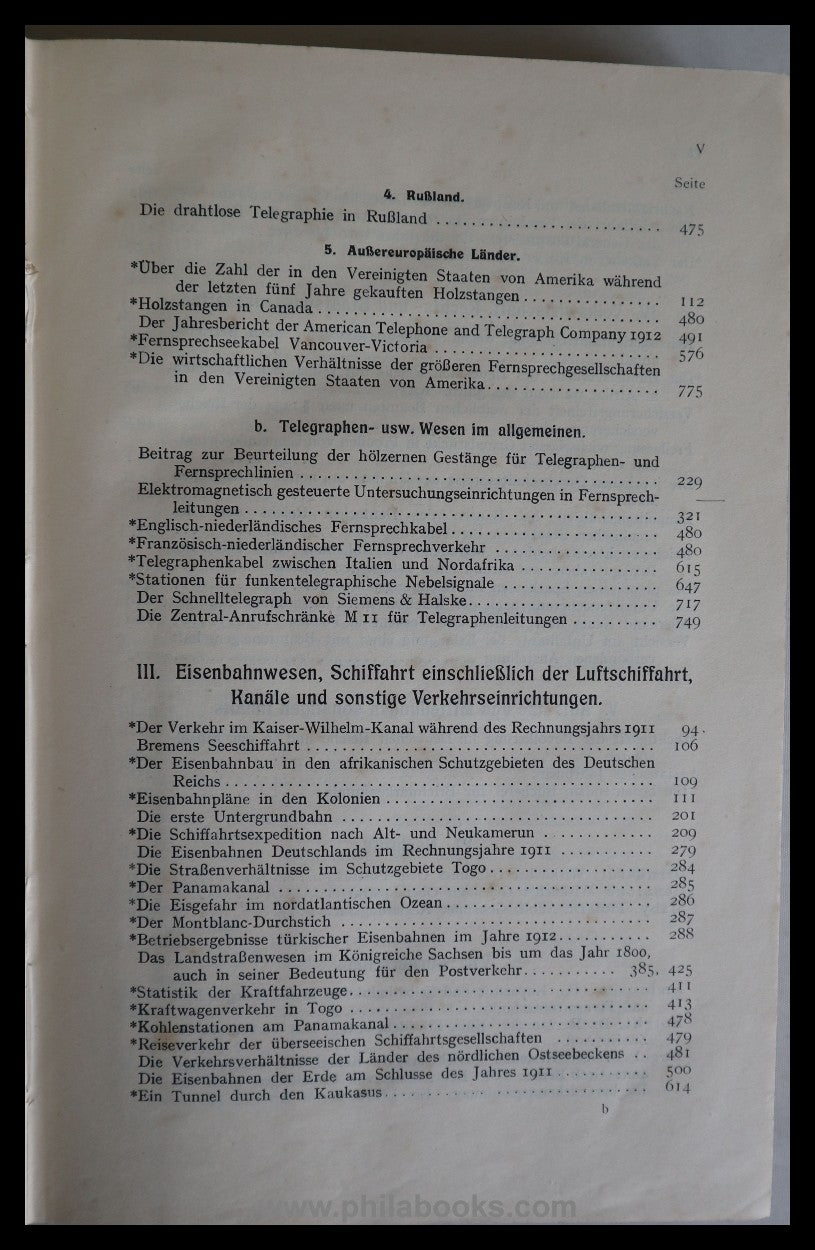 V
Seite
4. Rußland.
Die drahtlose Telegraphie in Rußland .......................... 475
5. Außereuropäische Länder.
*Über die Zahl der in den Vereinigten Staaten von Amerika während
der letzten fünf Jahre gekauften Holzstangen ................ 112
*Holzstangen in Canada ....................................... 480
Der Jahresbericht der American Telephone and Telegraph Company 1912 491
*Fernsprechseekabel Vancouver-Victoria ......................... 576
*Die wirtschaftlichen Verhältnisse der größeren Fernsprechgesellschaften
in den Vereinigten Staaten von Amerika .................... 775
b. Telegraphen- usw. Wesen im allgemeinen.
Beitrag zur Beurteilung der hölzernen Gestänge für Telegraphen- und
Fernsprechlinien ......................................... 229
Elektromagnetisch gesteuerte Untersuchungseinrichtungen in Fernsprech-
leitungen ............................................... 321
*Englisch-niederländisches Fernsprechkabel ........................ 480
*Französisch-niederländischer Fernsprechverkehr ................... 480
*Telegraphenkabel zwischen Italien und Nordafrika ................ 615
*Stationen für funkentelegraphische Nebelsignale .................. 647
Der Schnelltelegraph von Siemens & Halske ...................... 717
Die Zentral-Anrufschränke M 11 für Telegraphenleitungen .......... 749
III. Eisenbahnwesen, Schiffahrt einschließlich der Luftschiffahrt,
Kanäle und sonstige Verkehrseinrichtungen.
*Der Verkehr im Kaiser-Wilhelm-Kanal während des Rechnungsjahrs 1911 94
Bremens Seeschiffahrt ........................................ 106
*Der Eisenbahnbau in den afrikanischen Schutzgebieten des Deutschen
Reichs ................................................. 109
*Eisenbahnpläne in den Kolonien ............................... 111
Die erste Untergrundbahn .................................... 201
*Die Schiffahrtsexpedition nach Alt- und Neukamerun ............. 209
Die Eisenbahnen Deutschlands im Rechnungsjahre 1911 ........... 279
*Die Straßenverhältnisse im Schutzgebiete Togo ................... 284
*Der Panamakanal ........................................... 285
*Die Eisgefahr im nordatlantischen Ozean ........................ 286
*Der Montblanc-Durchstich .................................... 287
*Betriebsergebnisse türkischer Eisenbahnen im Jahre 1912 ........... 288
Das Landstraßenwesen im Königreiche Sachsen bis um das Jahr 1800,
auch in seiner Bedeutung für den Postverkehr ........... 385, 425
*Statistik der Kraftfahrzeuge ................................... 411
*Kraftwagenverkehr in Togo .................................... 413
*Kohlenstationen am Panamakanal .............................. 478
*Reiseverkehr der überseeischen Schiffahrtsgesellschaften ........... 479
Die Verkehrsverhältnisse der Länder des nördlichen Ostseebeckens .. 481
Die Eisenbahnen der Erde am Schlusse des Jahres 1911 ........... 500
*Ein Tunnel durch den Kaukasus ............................... 614
b
www.philabooks.com